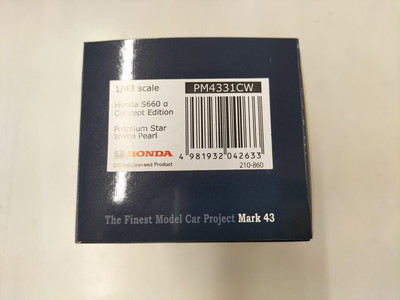 1/43 scale
PM4331CW
Honda S660 α
Concept Edition
Premium Star
White Pearl
HONDA
Official Licensed Product
4 981932 042633
210-860
The Finest Model Car Project Mark 43